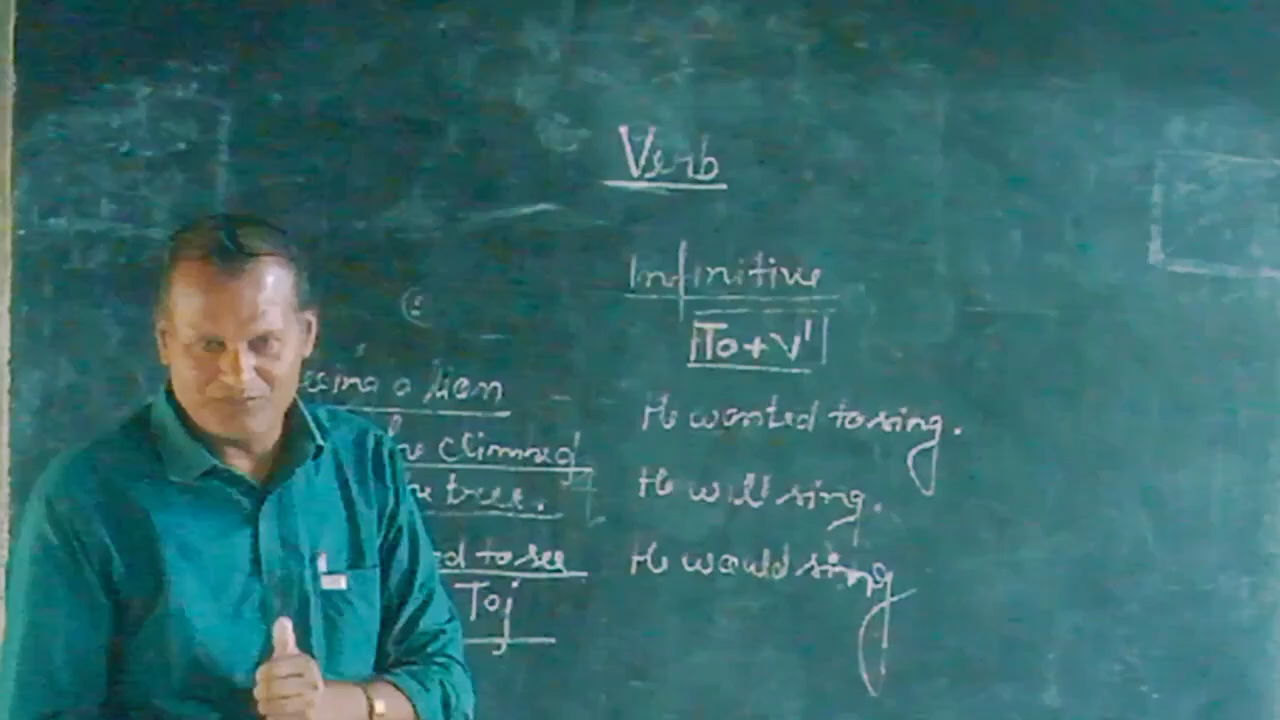 Verb
Infinitive
To + V¹
He wanted to sing.
He will sing.
He would sing
a lion
he climbed
tree.
to see
Taj